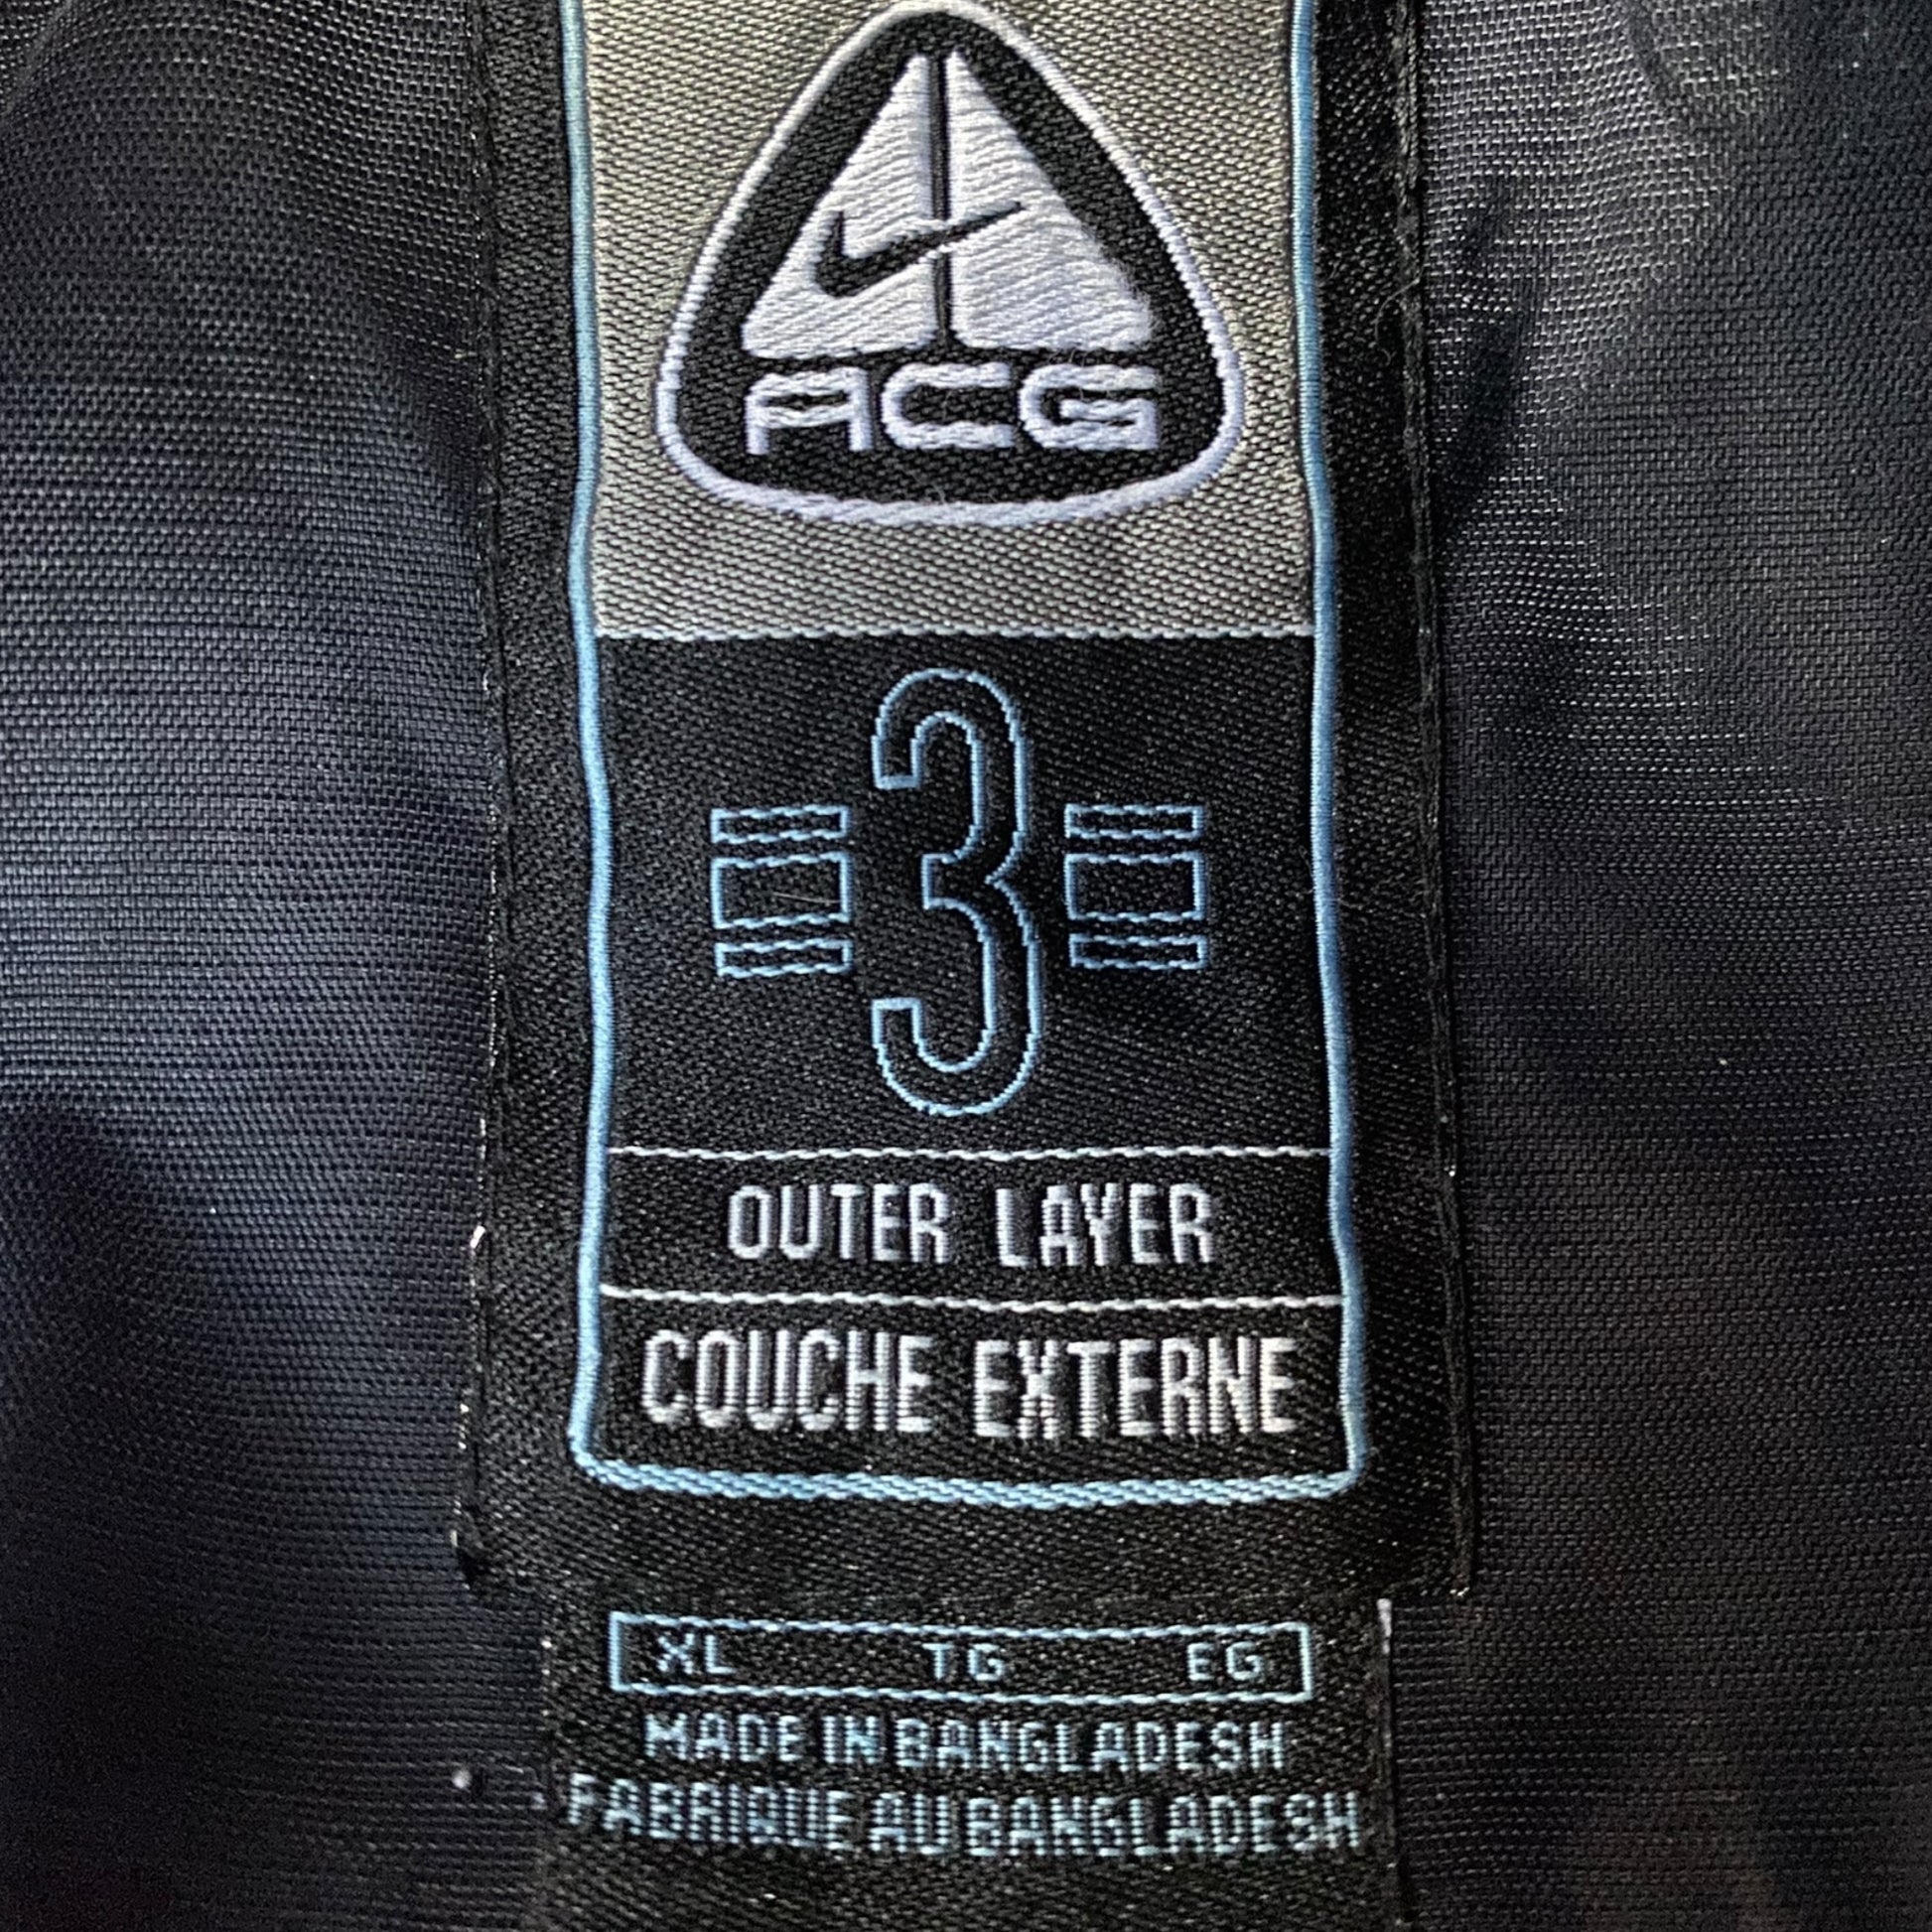 ACG
3
OUTER LAYER
COUCHE EXTERNE
XL TG EG
MADE IN BANGLADESH
FABRIQUE AU BANGLADESH